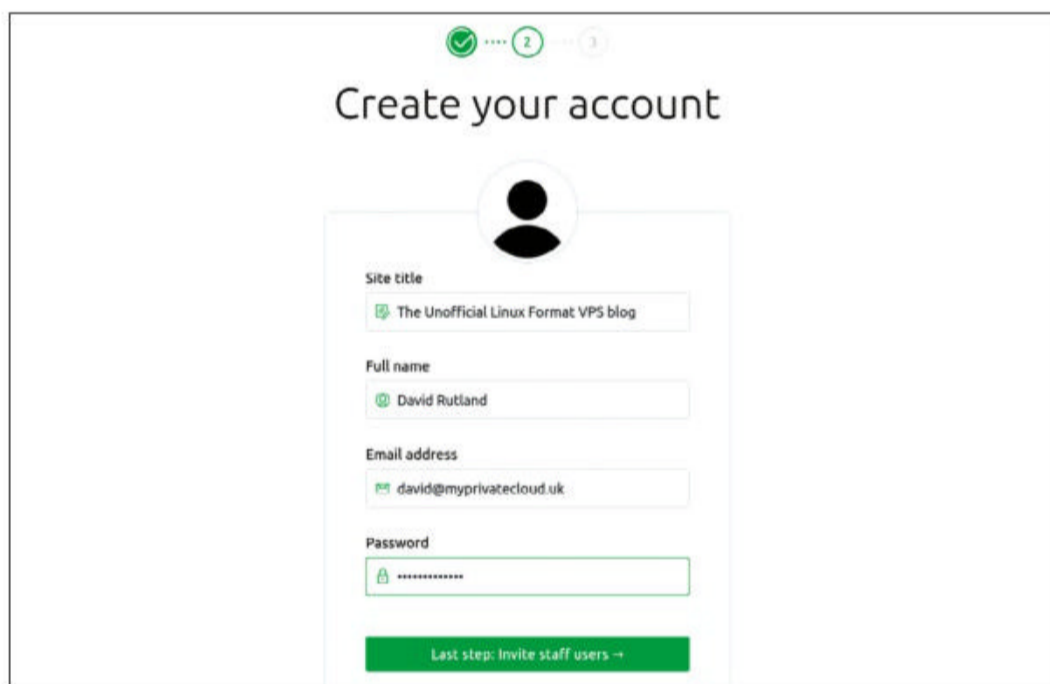 2 3
Create your account
Site title
The Unofficial Linux Format VPS blog
Full name
David Rutland
Email address
david@myprivatecloud.uk
Password
•••••••••••••
Last step: Invite staff users →